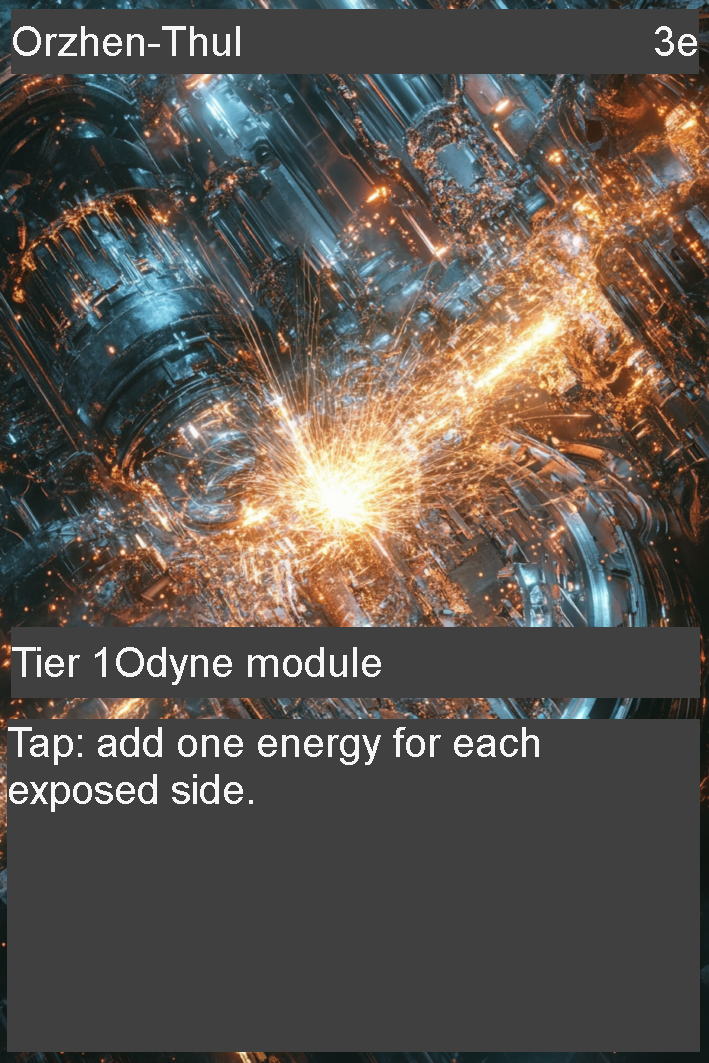 Orzhen-Thul 3e
Tier 1Odyne module
Tap: add one energy for each
exposed side.